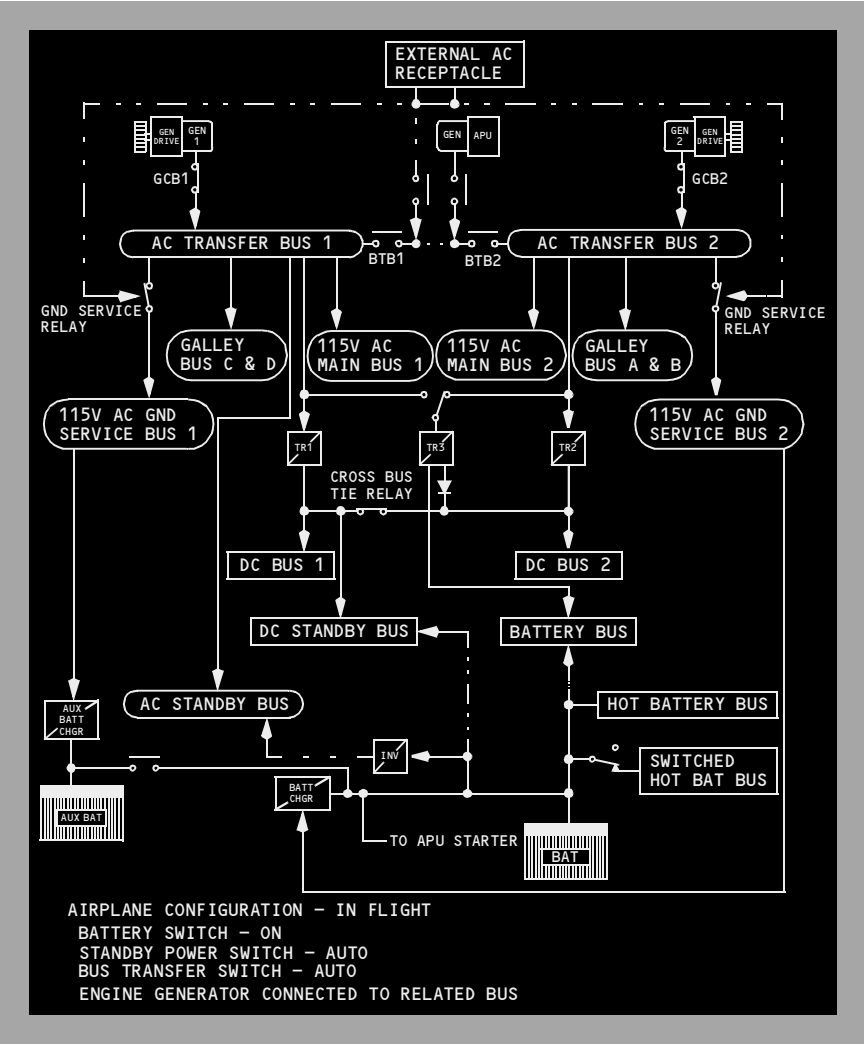 EXTERNAL AC
RECEPTACLE
GEN
DRIVE
GEN
1
GEN
APU
GEN
2
GEN
DRIVE
GCB1
GCB2
AC TRANSFER BUS 1
AC TRANSFER BUS 2
BTB1
BTB2
GND SERVICE
RELAY
GND SERVICE
RELAY
GALLEY
BUS C & D
115V AC
MAIN BUS 1
115V AC
MAIN BUS 2
GALLEY
BUS A & B
115V AC GND
SERVICE BUS 1
115V AC GND
SERVICE BUS 2
TR1
TR3
TR2
CROSS BUS
TIE RELAY
DC BUS 1
DC BUS 2
DC STANDBY BUS
BATTERY BUS
AC STANDBY BUS
HOT BATTERY BUS
AUX
BATT
CHGR
INV
SWITCHED
HOT BAT BUS
BATT
CHGR
AUX BAT
TO APU STARTER
BAT
AIRPLANE CONFIGURATION – IN FLIGHT
BATTERY SWITCH – ON
STANDBY POWER SWITCH – AUTO
BUS TRANSFER SWITCH – AUTO
ENGINE GENERATOR CONNECTED TO RELATED BUS